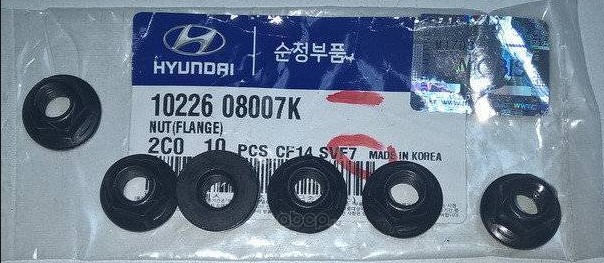 HYUNDAI
순정부품
10226 08007K
NUT(FLANGE)
2C0 10 PCS CF14 SVF7 MADE IN KOREA